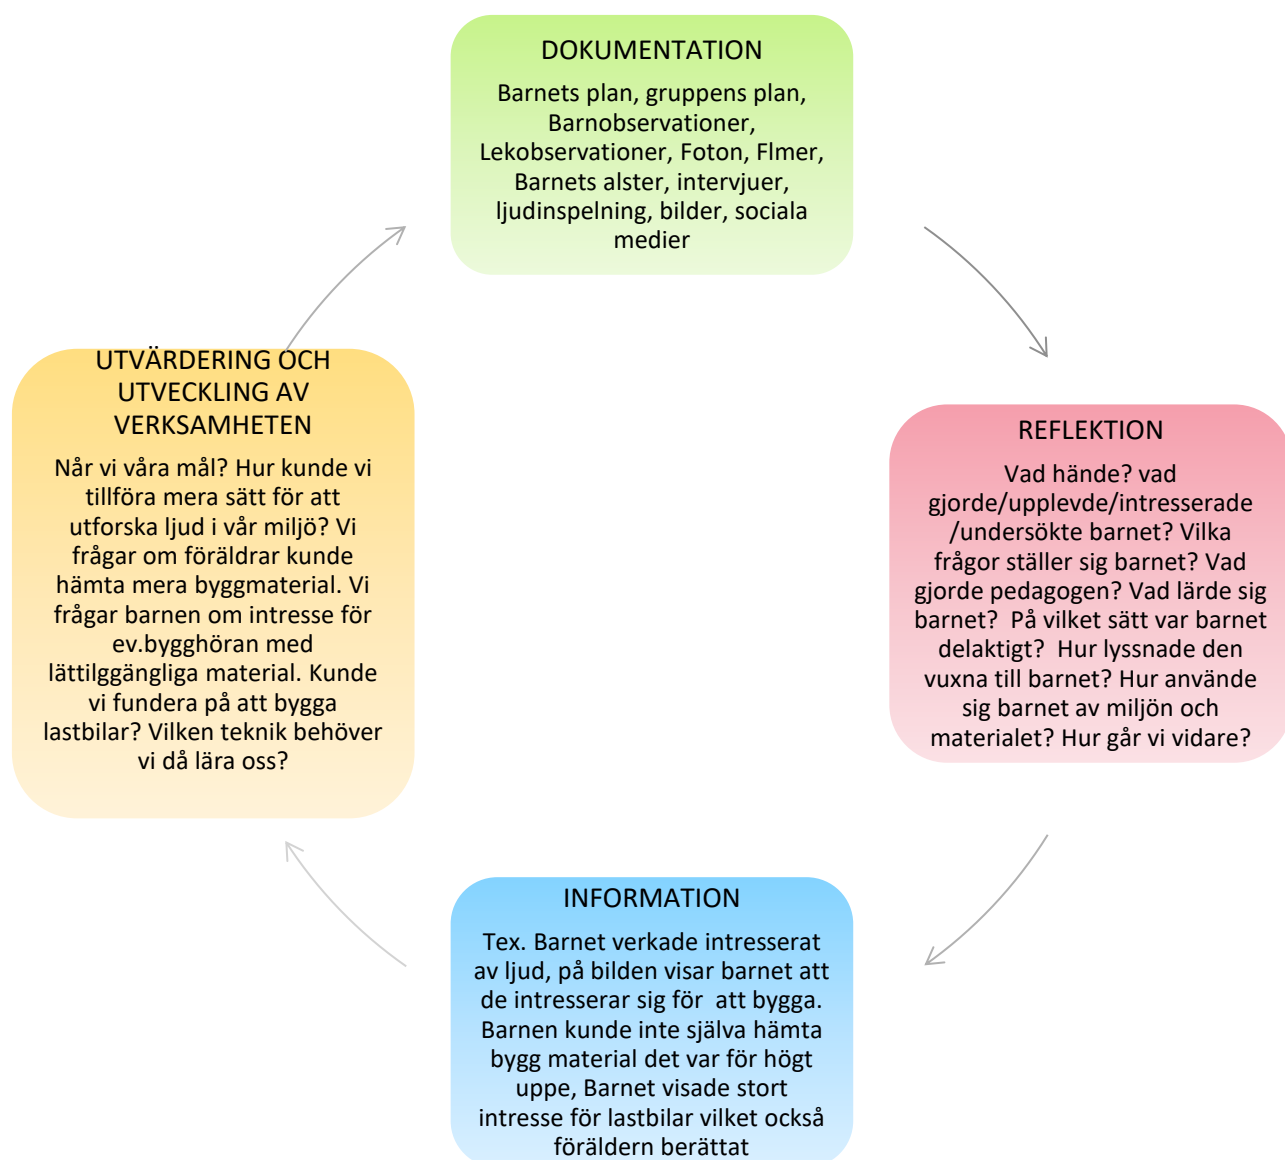 DOKUMENTATION
Barnets plan, gruppens plan,
Barnobservationer,
Lekobservationer, Foton, Flmer,
Barnets alster, intervjuer,
ljudinspelning, bilder, sociala
medier
REFLEKTION
Vad hände? vad
gjorde/upplevde/intresserade
/undersökte barnet? Vilka
frågor ställer sig barnet? Vad
gjorde pedagogen? Vad lärde sig
barnet?  På vilket sätt var barnet
delaktigt?  Hur lyssnade den
vuxna till barnet? Hur använde
sig barnet av miljön och
materialet? Hur går vi vidare?
INFORMATION
Tex. Barnet verkade intresserat
av ljud, på bilden visar barnet att
de intresserar sig för  att bygga.
Barnen kunde inte själva hämta
bygg material det var för högt
uppe, Barnet visade stort
intresse för lastbilar vilket också
föräldern berättat
UTVÄRDERING OCH
UTVECKLING AV
VERKSAMHETEN
Når vi våra mål? Hur kunde vi
tillföra mera sätt för att
utforska ljud i vår miljö? Vi
frågar om föräldrar kunde
hämta mera byggmaterial. Vi
frågar barnen om intresse för
ev.bygghöran med
lättilggängliga material. Kunde
vi fundera på att bygga
lastbilar? Vilken teknik behöver
vi då lära oss?